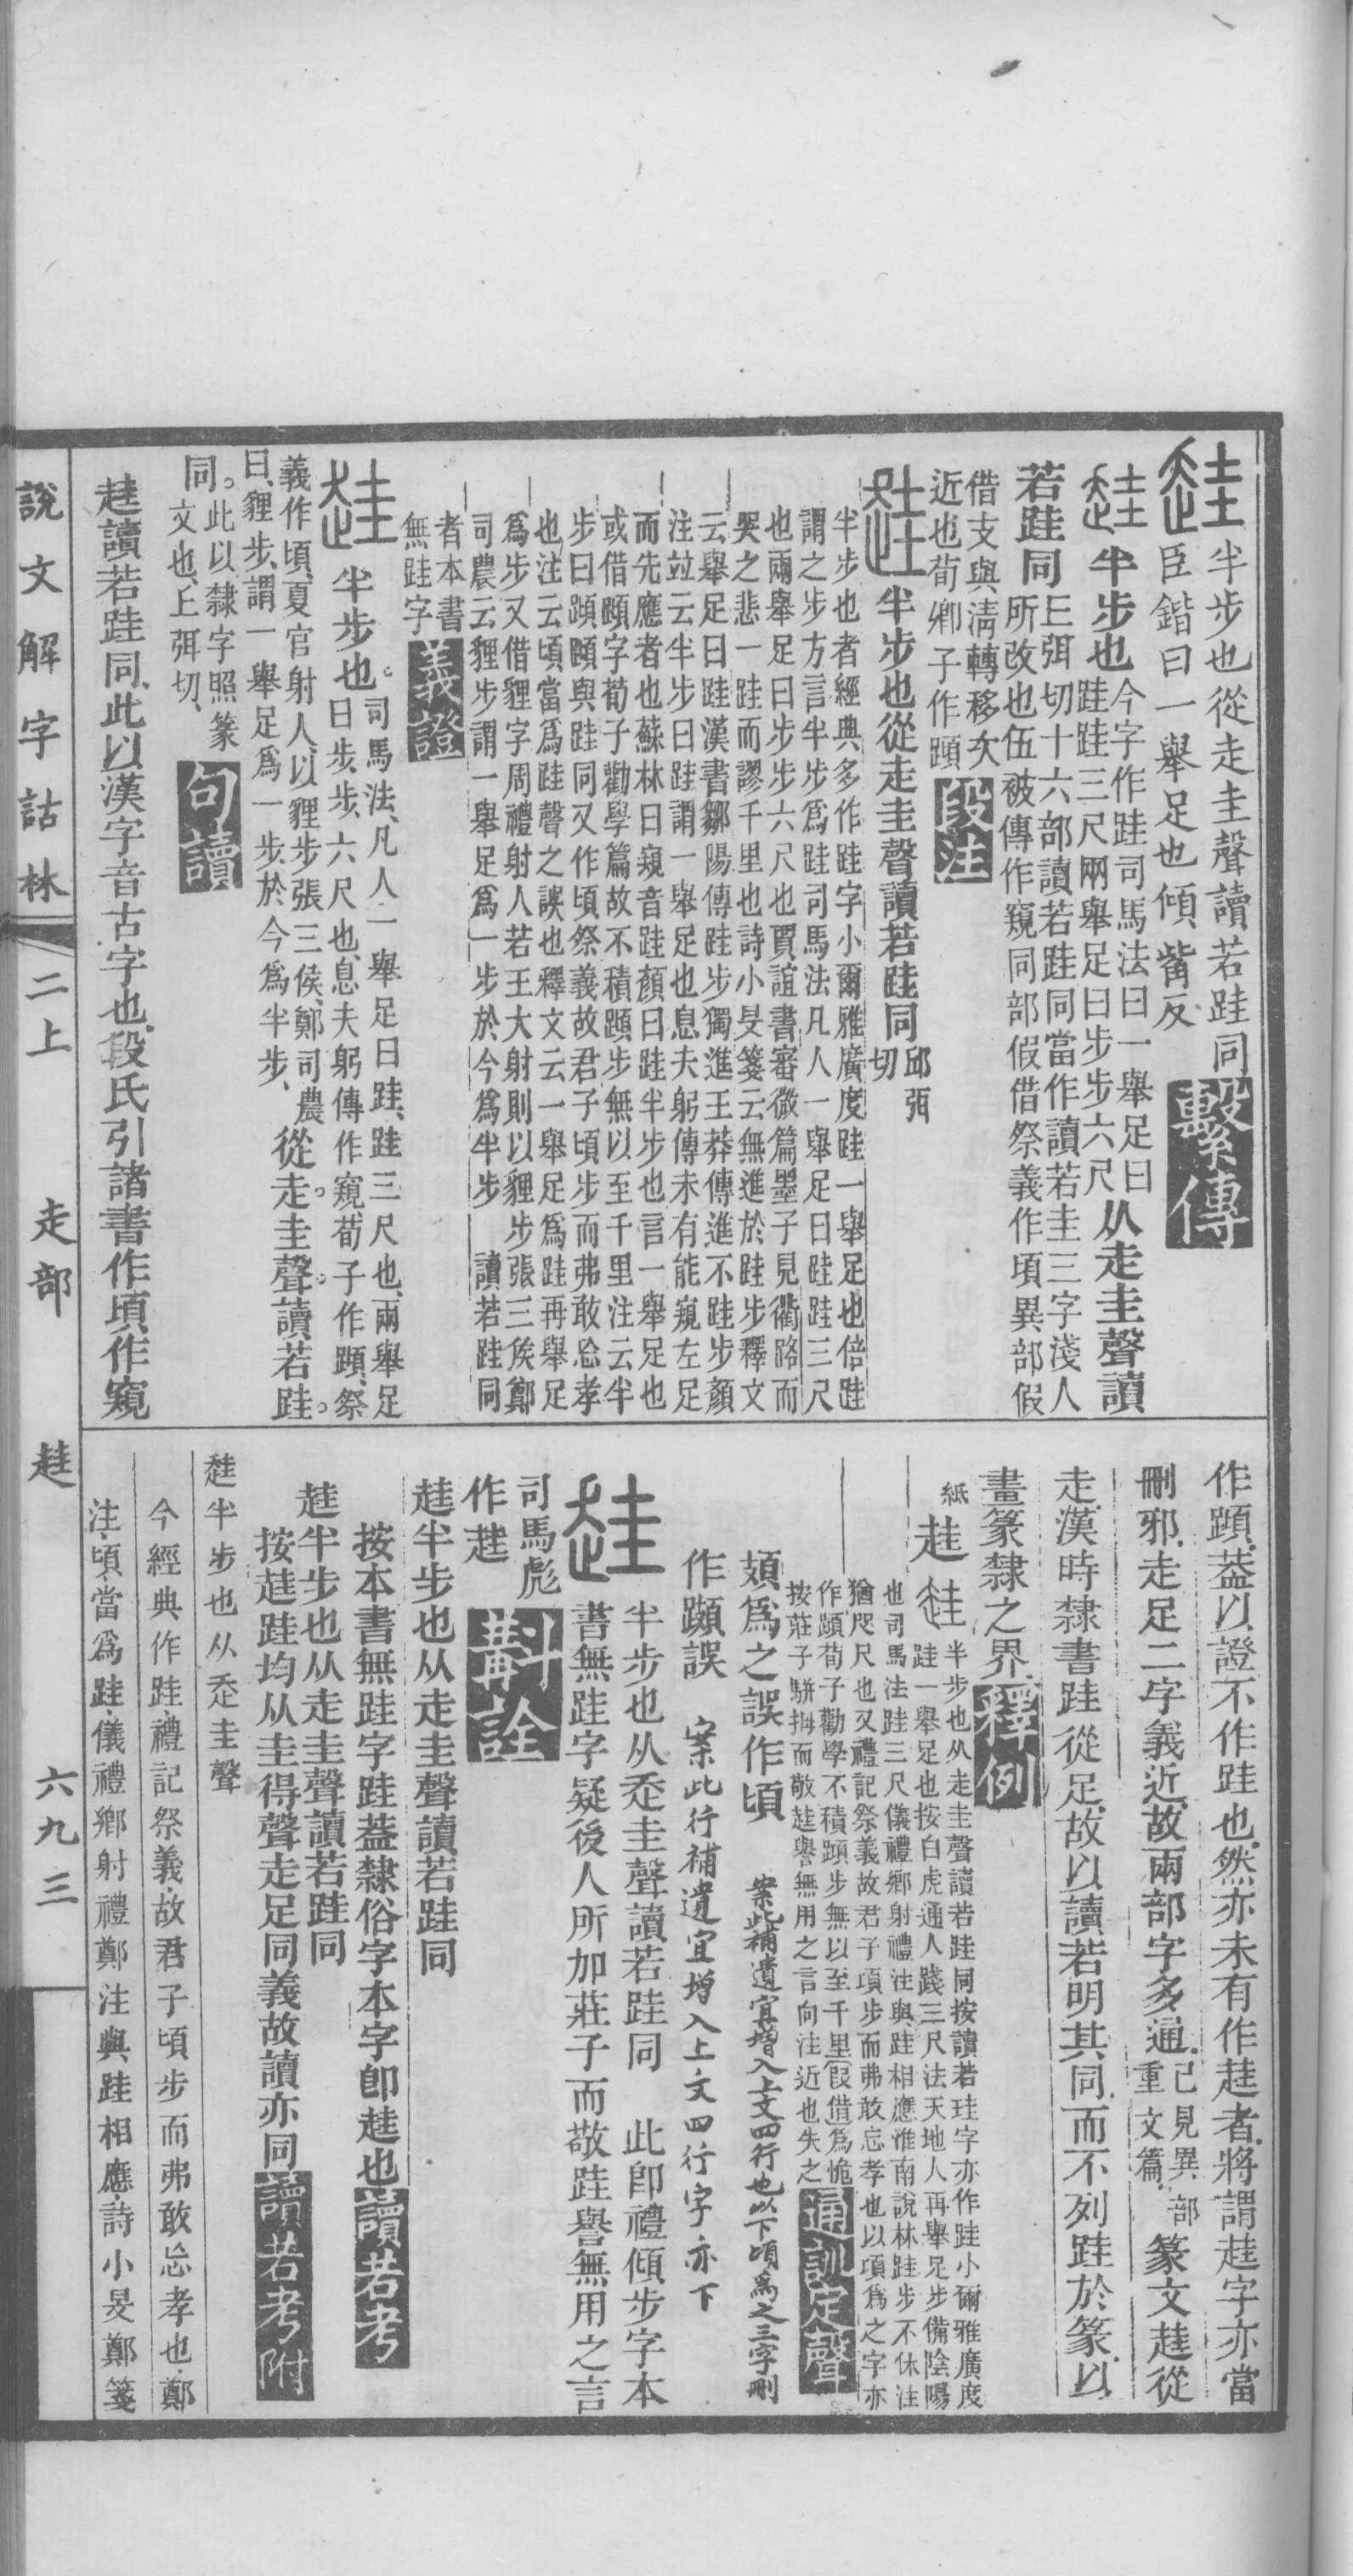 半步也從走圭聲讀若跬同
臣鍇曰一舉足也傾觜反
繫傳
半步也
今字作跬司馬法曰一舉足曰
跬跬三尺兩舉足曰步步六尺
从走圭聲讀
若跬同
丘弭切十六部讀若跬同當作讀若圭三字淺人
所改也伍被傳作窺同部假借祭義作頃異部假
借支與淸轉移㝡
近也荀卿子作蹞
段注
半步也從走圭聲讀若跬同
邱弭
切
半步也者經典多作跬字小爾雅廣度跬一舉足也倍跬
謂之步方言半步爲跬司馬法凡人一舉足曰跬跬三尺
也兩舉足曰步步六尺也賈誼書審微篇墨子見衢路而
哭之悲一跬而謬千里也詩小旻箋云無進於跬步釋文
云舉足曰跬漢書鄒陽傳跬步獨進王莽傳進不跬步顏
注竝云半步曰跬謂一舉足也息夫躬傳未有能窺左足
而先應者也蘇林曰窺音跬顏曰跬半步也言一舉足也
或借蹞字荀子勸學篇故不積蹞步無以至千里注云半
步曰蹞蹞與跬同又作頃祭義故君子頃步而弗敢忘孝
也注云頃當爲跬聲之誤也釋文云一舉足爲跬再舉足
爲步又借貍字周禮射人若王大射則以貍步張三侯鄭
司農云貍步謂一舉足爲一步於今爲半步　讀若跬同
者本書
無跬字
義證
半步也。
司馬法、凡人一舉足曰跬、跬三尺也、兩舉足
曰步、步六尺也、息夫躬傳作窺、荀子作蹞、祭
義作頃、夏官射人、以貍步張三侯、鄭司農
曰、貍步、謂一舉足爲一步、於今爲半步、
從走。圭聲。讀若跬。
同。
此以隸字照篆
文也、丘弭切、
句讀
趌讀若跬同、此以漢字音古字也、段氏引諸書作頃、作窺
作蹞、葢以證不作跬也、然亦未有作趌者、將謂趌字亦當
刪邪、走足二字義近、故兩部字多通、
已見異部
重文篇、
篆文趌從
走、漢時隸書跬從足、故以讀若明其同、而不列跬於篆、以
畫篆隸之界、
釋例
半步也从走圭聲讀若跬同按讀若珪字亦作跬小爾雅廣度
跬一舉足也按白虎通人踐三尺法天地人再舉足步備陰陽
也司馬法跬三尺儀禮鄉射禮注與跬相應淮南說林跬步不休注
猶咫尺也又禮記祭義故君子頃步而弗敢忘孝也以頃爲之字亦
作蹞荀子勸學不積蹞步無以至千里叚借爲恑
按莊子駢拇而敬跬譽無用之言向注近也失之
通訓定聲
頍爲之誤作頃　案此補遺宜增入上文四行也以下頃爲之三字刪
作蹞誤　案此行補遺宜增入上文四行字亦下
半步也从辵圭聲讀若跬同　此卽禮傾步字本
書無跬字疑後人所加莊子而敬跬譽無用之言
司馬彪
作𧻲
斠詮
𧻲半步也从走圭聲讀若跬同
按本書無跬字跬葢隸俗字本字卽𧻲也
讀若考
𧻲半步也从走圭聲讀若跬同
按𧻲跬均从圭得聲走足同義故讀亦同
讀若考附
𧻲半步也从辵圭聲
今經典作跬禮記祭義故君子頃步而弗敢忘孝也鄭
注頃當爲跬儀禮鄉射禮鄭注與跬相應詩小旻鄭箋
說文解字詁林
二上
走部
𧻲
六九三